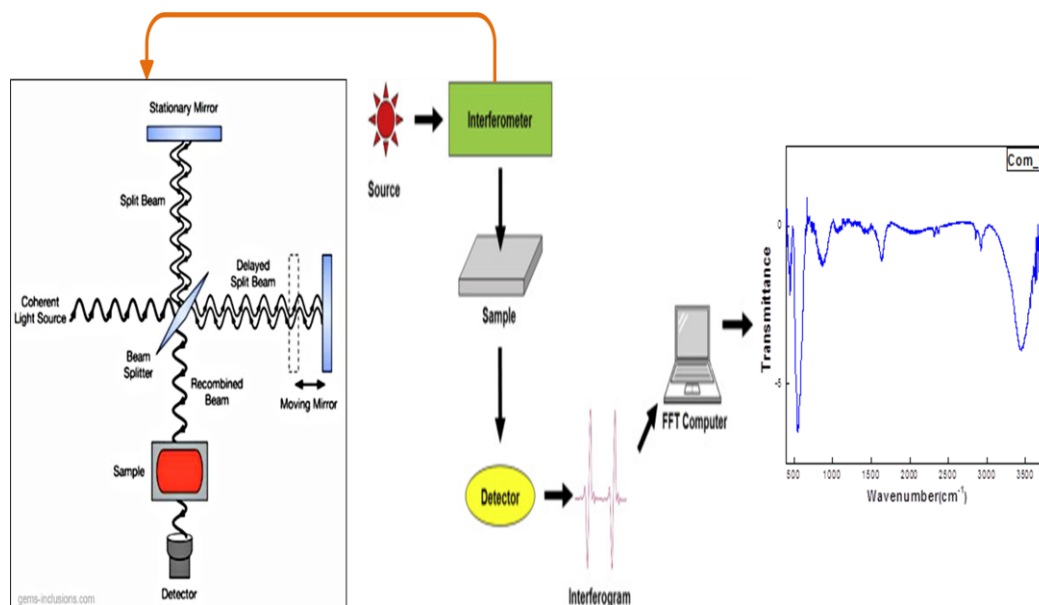 Stationary Mirror
Split Beam
Delayed
Split Beam
Coherent
Light Source
Beam
Splitter
Recombined
Beam
Moving Mirror
Sample
Detector
gems-inclusions.com
Source
Interferometer
Sample
Detector
Interferogram
FFT Computer
Com_
Transmittance
0
-5
500
1000
1500
2000
2500
3000
3500
Wavenumber(cm⁻¹)